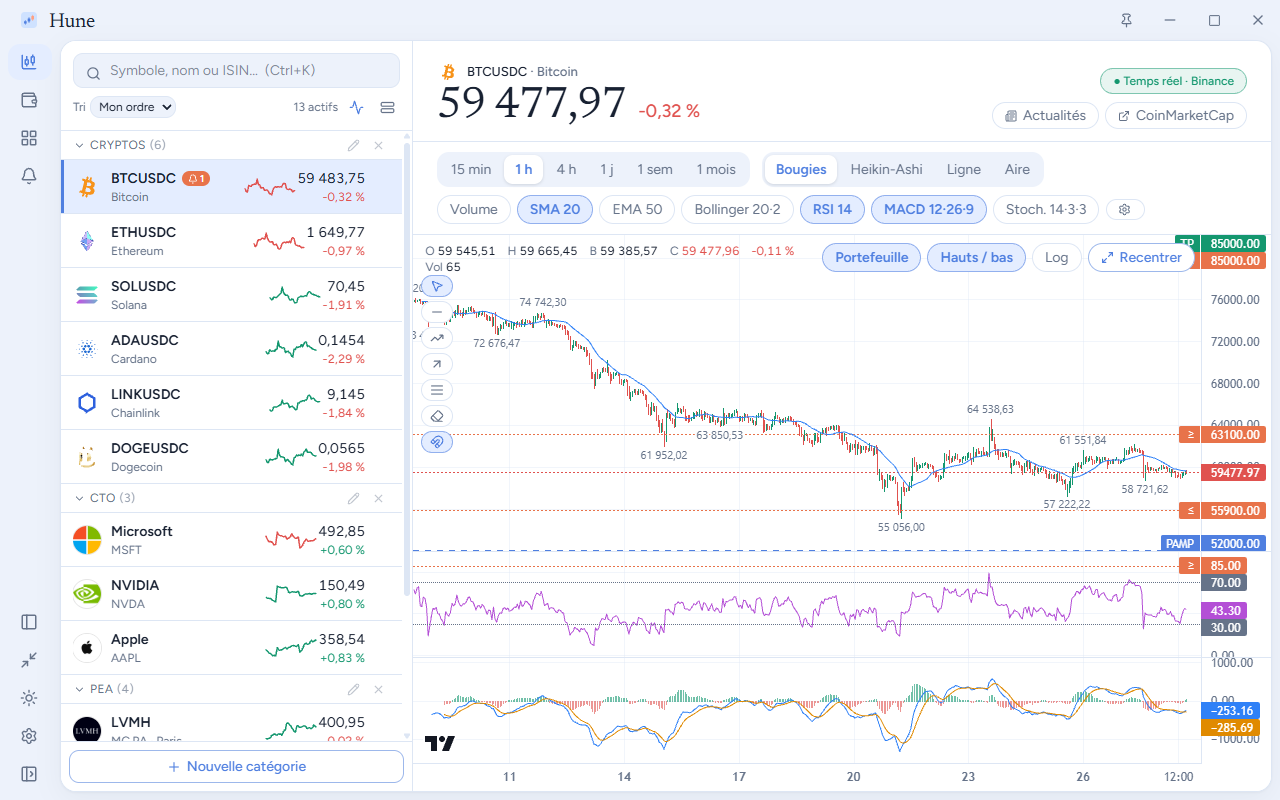 Hune
Symbole, nom ou ISIN... (Ctrl+K)
Tri Mon ordre 13 actifs
CRYPTOS (6)
BTCUSDC 1 59 483,75
Bitcoin -0,32 %
ETHUSDC 1 649,77
Ethereum -0,97 %
SOLUSDC 70,45
Solana -1,91 %
ADAUSDC 0,1454
Cardano -2,29 %
LINKUSDC 9,145
Chainlink -1,84 %
DOGEUSDC 0,0565
Dogecoin -1,98 %
CTO (3)
Microsoft 492,85
MSFT +0,60 %
NVIDIA 150,49
NVDA +0,80 %
Apple 358,54
AAPL +0,83 %
PEA (4)
LVMH 400,95
LVMH
Nouvelle catégorie
BTCUSDC · Bitcoin
59 477,97 -0,32 %
Temps réel · Binance
Actualités CoinMarketCap
15 min 1 h 4 h 1 j 1 sem 1 mois Bougies Heikin-Ashi Ligne Aire
Volume SMA 20 EMA 50 Bollinger 20·2 RSI 14 MACD 12·26·9 Stoch. 14·3·3
O 59 545,51 H 59 665,45 B 59 385,57 C 59 477,96 -0,11 %
Vol 65
Portefeuille Hauts / bas Log Recentrer
TP 85000.00
85000.00
76000.00
74 742,30
72 676,47
72000.00
68000.00
64 538,63
64000.00
63 850,53
≥ 63100.00
61 551,84
61 952,02
59477.97
58 721,62
57 222,22
≤ 55900.00
55 056,00
PAMP 52000.00
≥ 85.00
70.00
43.30
30.00
0.00
1000.00
0.00
−253.16
−285.69
−1000.00
11 14 17 20 23 26 12:00